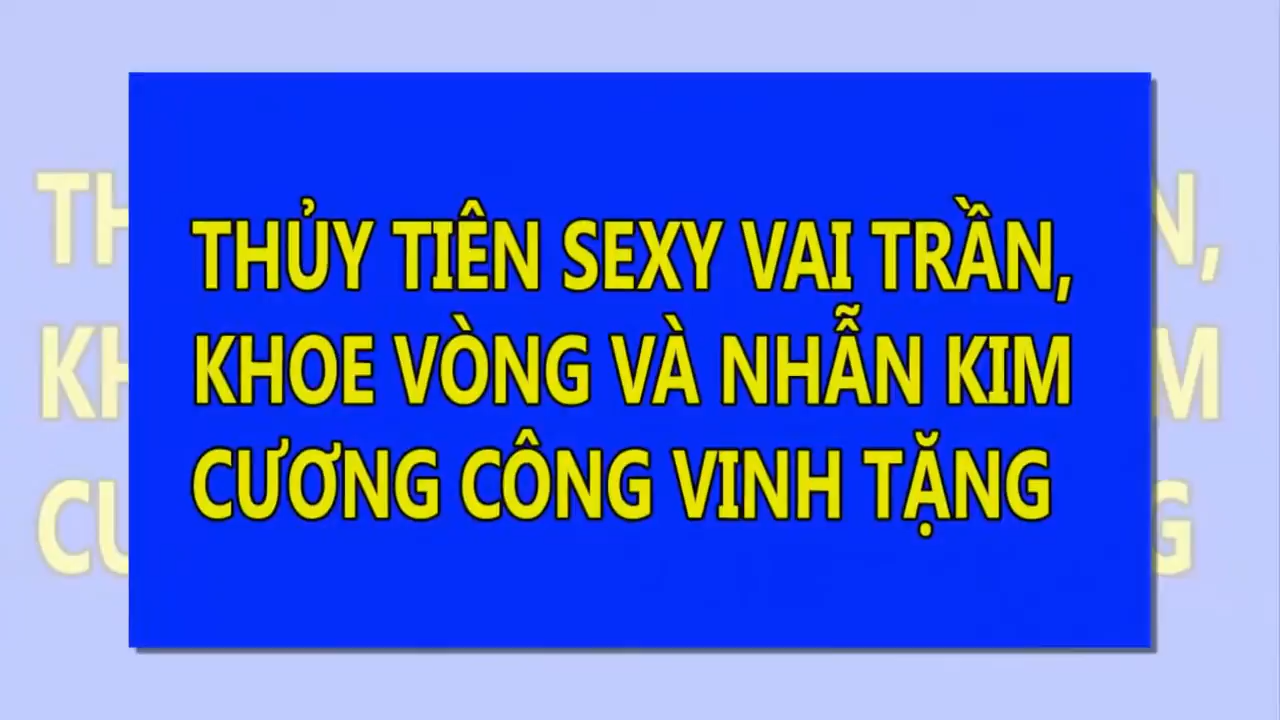 THỦY TIÊN SEXY VAI TRẦN,
KHOE VÒNG VÀ NHẪN KIM
CƯƠNG CÔNG VINH TẶNG